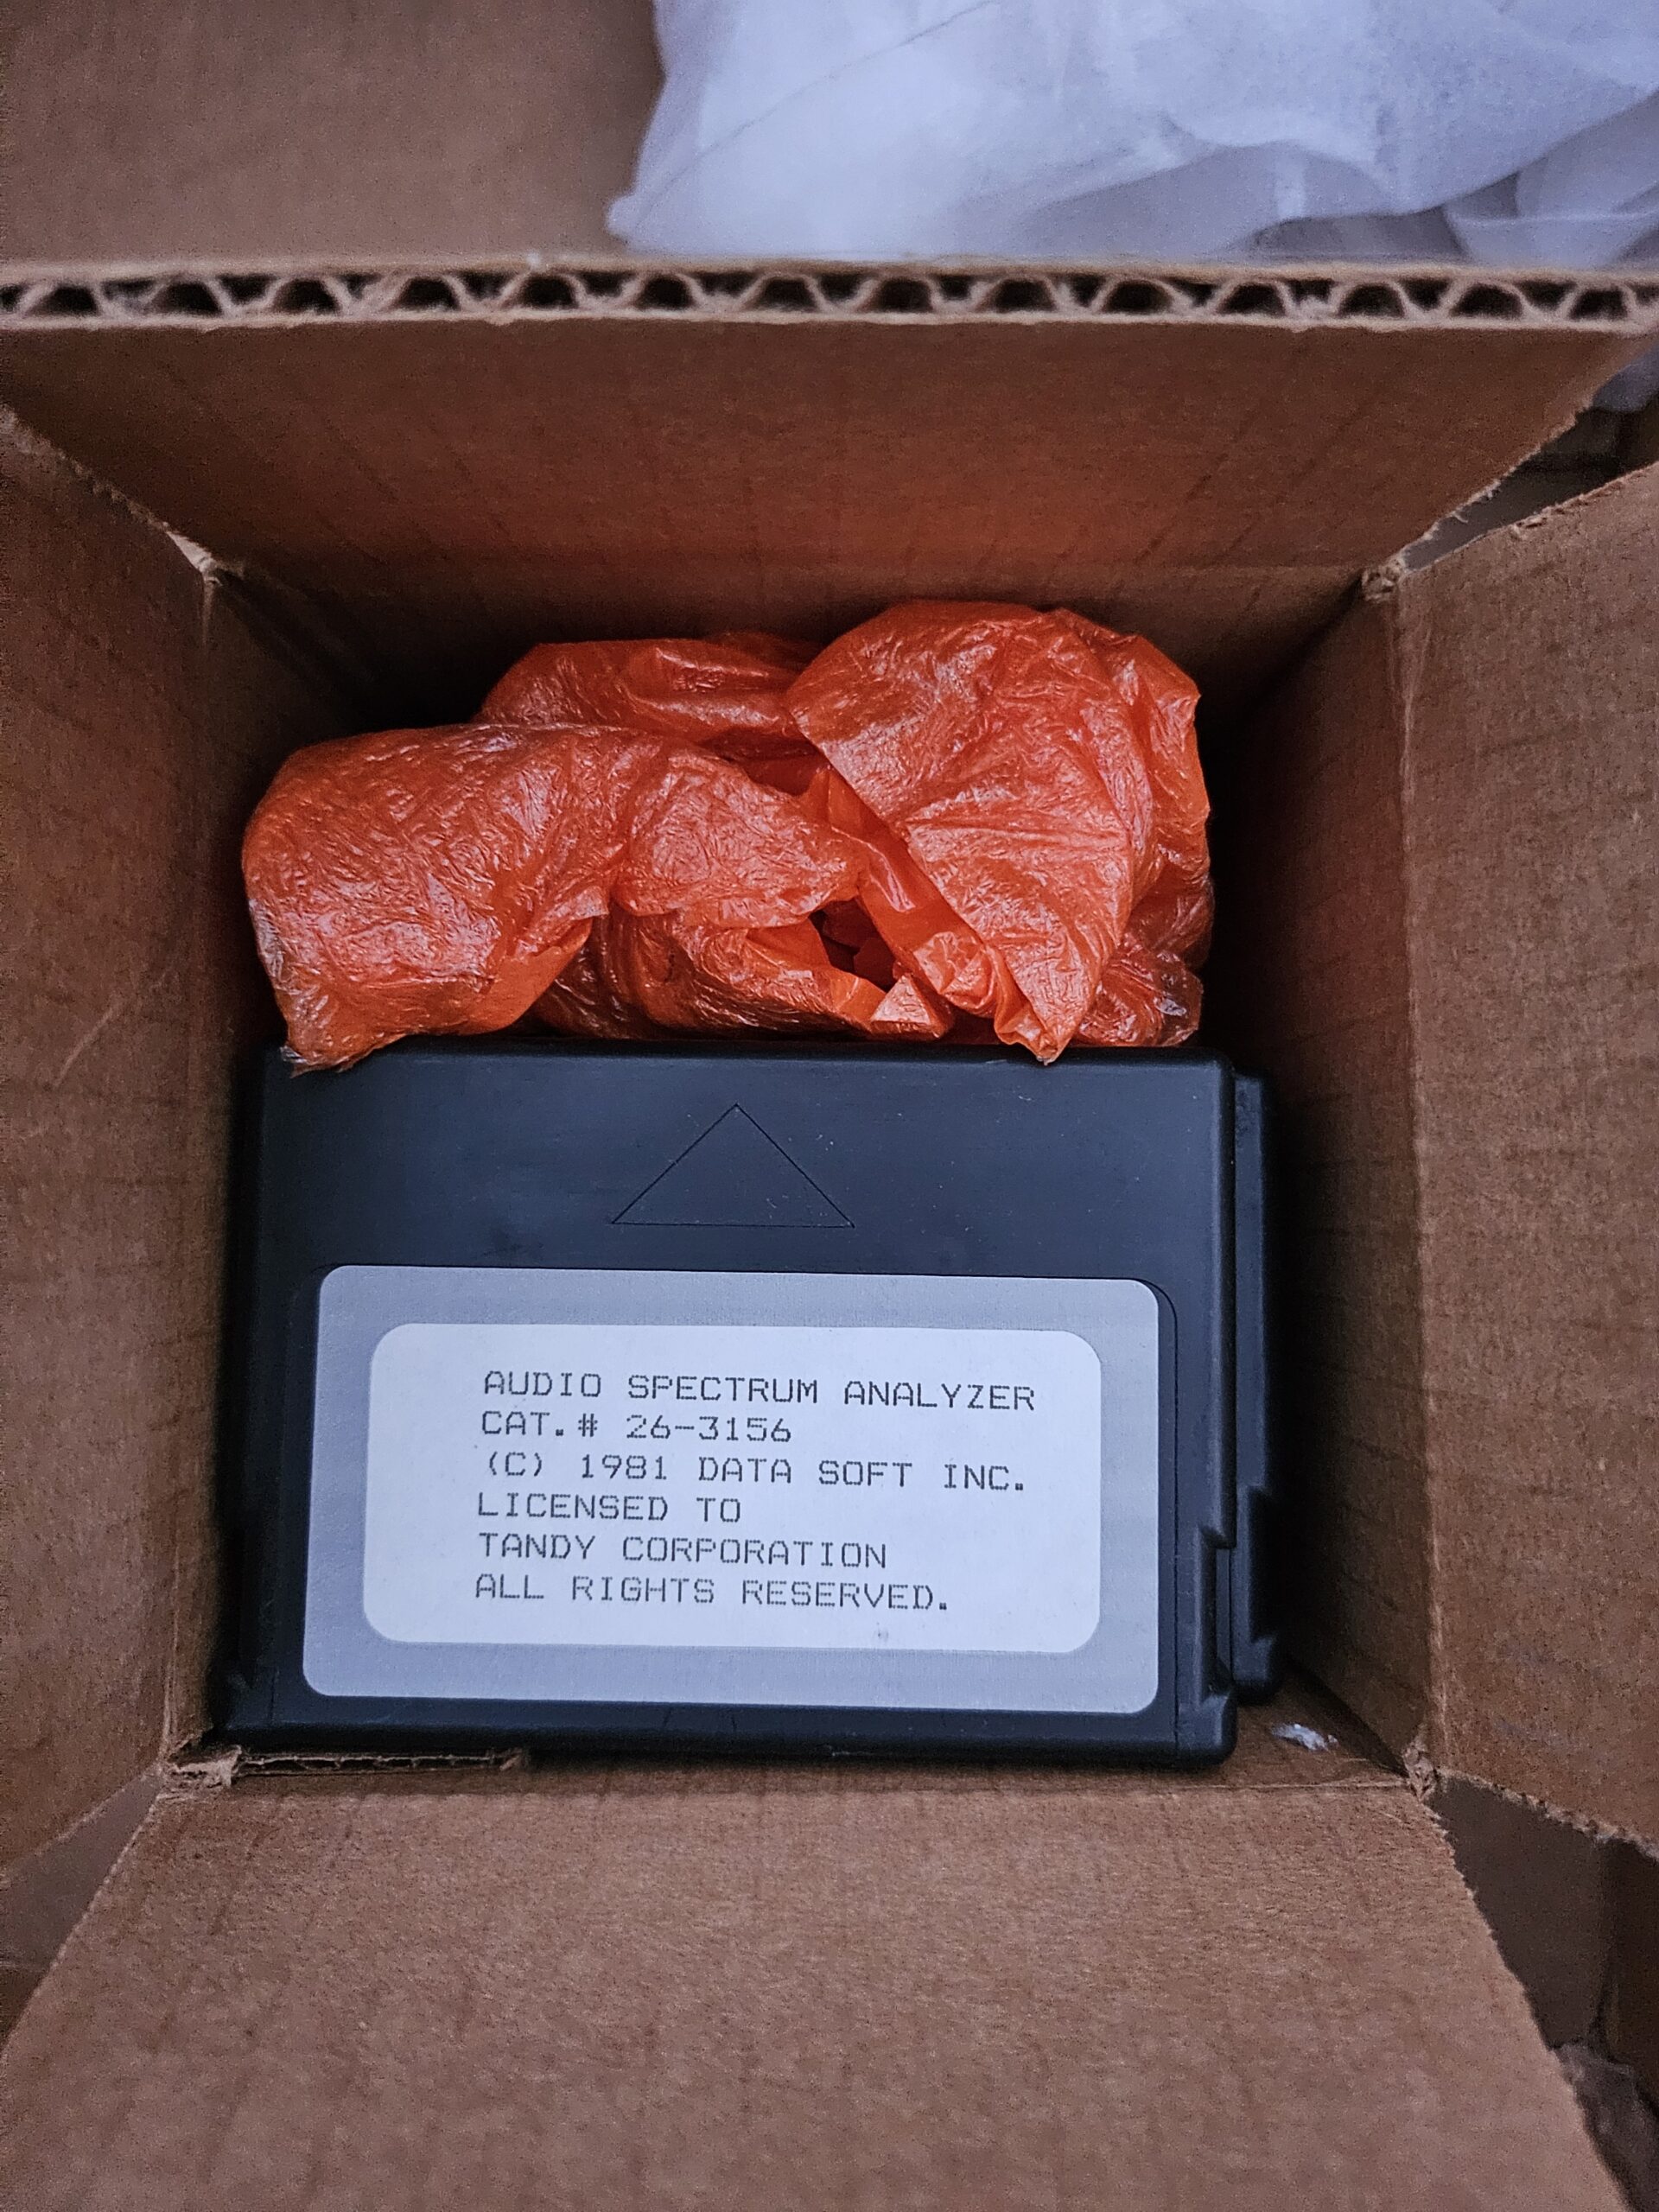 AUDIO SPECTRUM ANALYZER
CAT.# 26-3156
(C) 1981 DATA SOFT INC.
LICENSED TO
TANDY CORPORATION
ALL RIGHTS RESERVED.